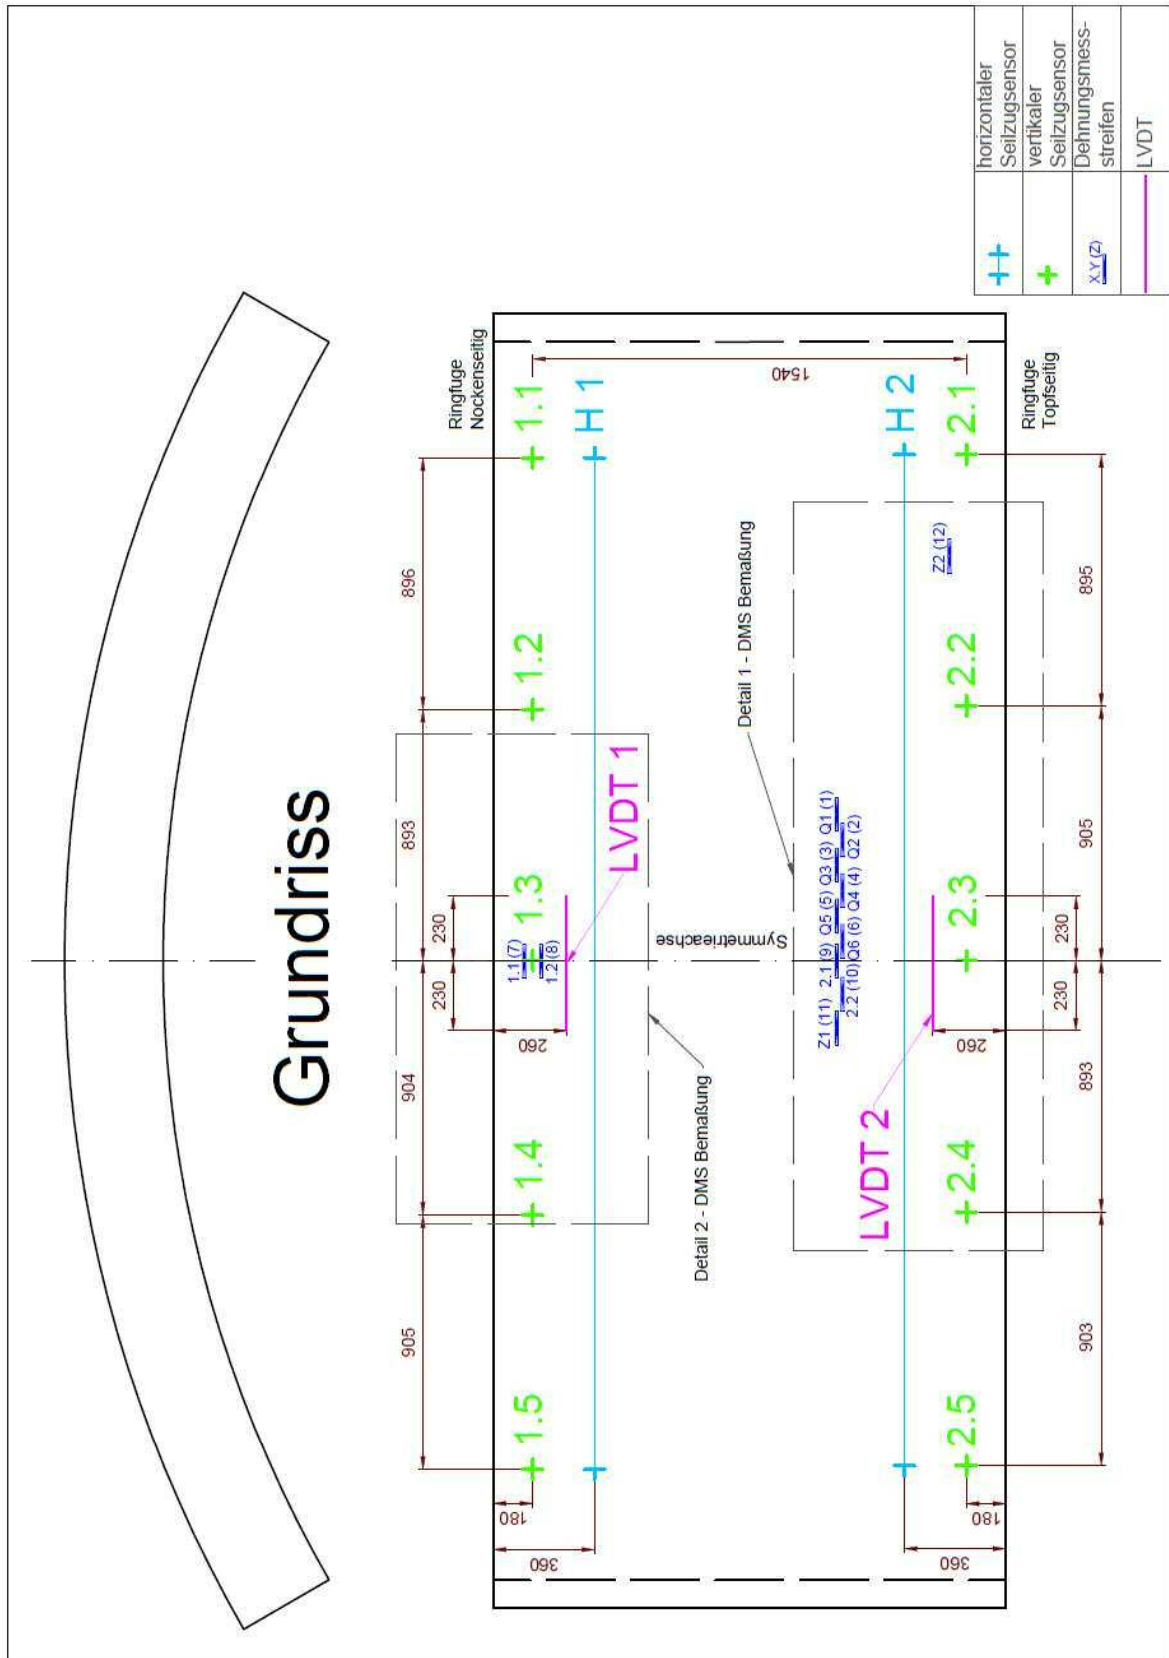 Grundriss
Ringfuge
Nockenseitig
905
904
893
896
230
230
1.5
1.4
1.3
1.2
1.1
1.1 (7)
1.2 (8)
180
360
260
1540
H 1
LVDT 1
Detail 2 - DMS Bemaßung
Symmetrieachse
Detail 1 - DMS Bemaßung
Z1 (11)
2.1 (9)
Q5 (5)
Q3 (3)
Q1 (1)
2.2 (10)
Q6 (6)
Q4 (4)
Q2 (2)
LVDT 2
H 2
Z2 (12)
360
180
260
2.5
2.4
2.3
2.2
2.1
230
230
903
893
905
895
Ringfuge
Topfseitig
horizontaler
Seilzugsensor
vertikaler
Seilzugsensor
X.Y (Z)
Dehnungsmess-
streifen
LVDT